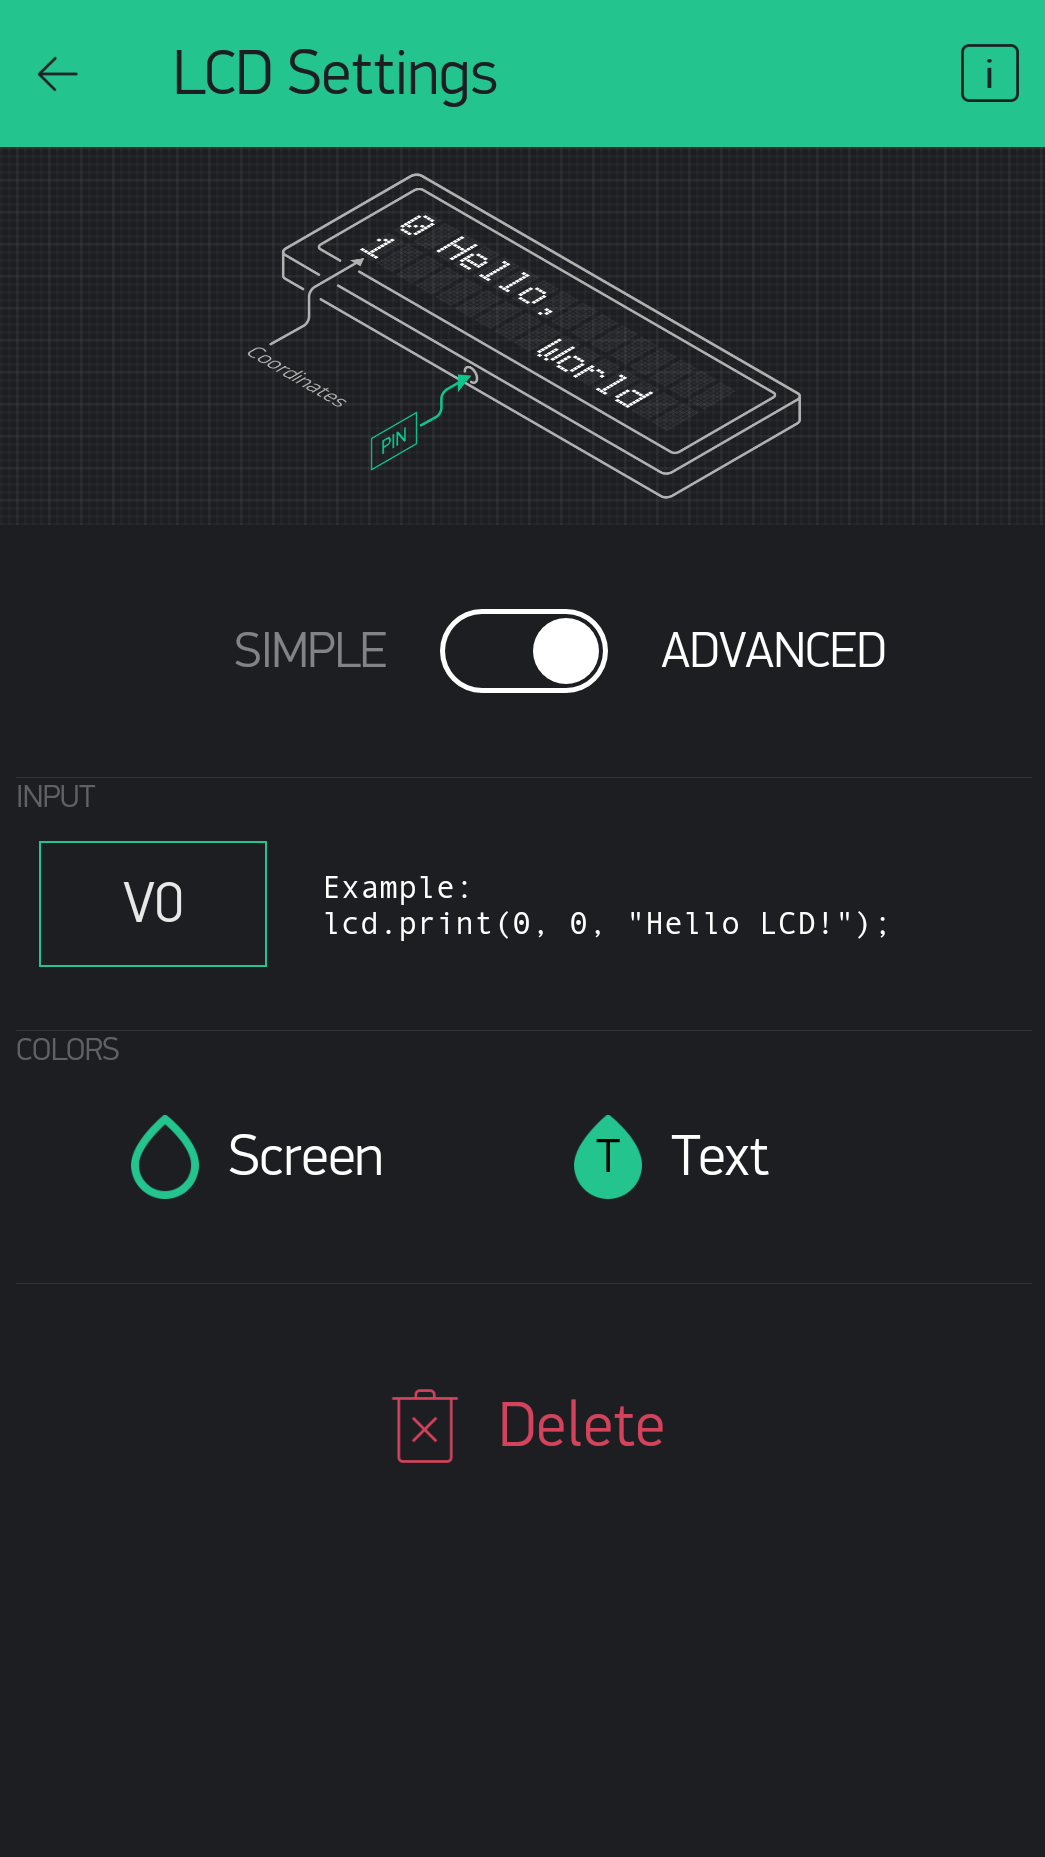 LCD Settings
i
0 Hello,
1
World
Coordinates
PIN
SIMPLE
ADVANCED
INPUT
V0
Example:
lcd.print(0, 0, "Hello LCD!");
COLORS
Screen
T
Text
Delete